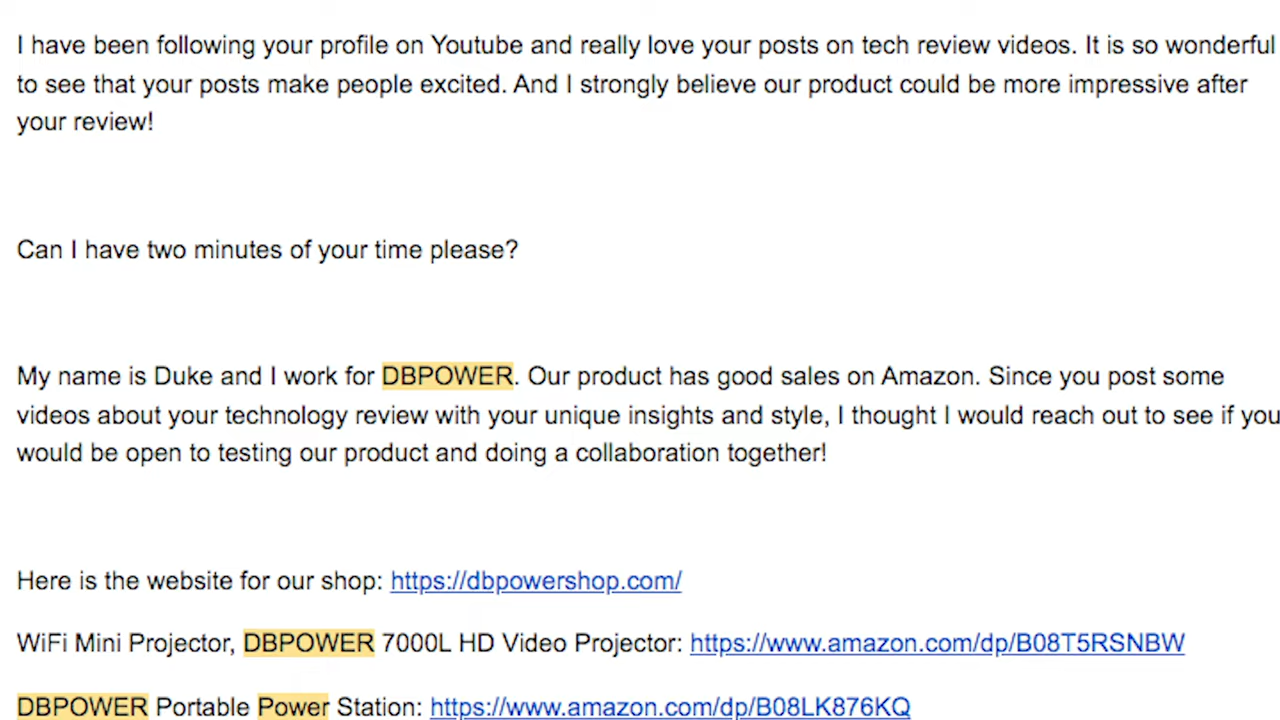 I have been following your profile on Youtube and really love your posts on tech review videos. It is so wonderful
to see that your posts make people excited. And I strongly believe our product could be more impressive after
your review!
Can I have two minutes of your time please?
My name is Duke and I work for DBPOWER. Our product has good sales on Amazon. Since you post some
videos about your technology review with your unique insights and style, I thought I would reach out to see if you
would be open to testing our product and doing a collaboration together!
Here is the website for our shop: https://dbpowershop.com/
WiFi Mini Projector, DBPOWER 7000L HD Video Projector: https://www.amazon.com/dp/B08T5RSNBW
DBPOWER Portable Power Station: https://www.amazon.com/dp/B08LK876KQ